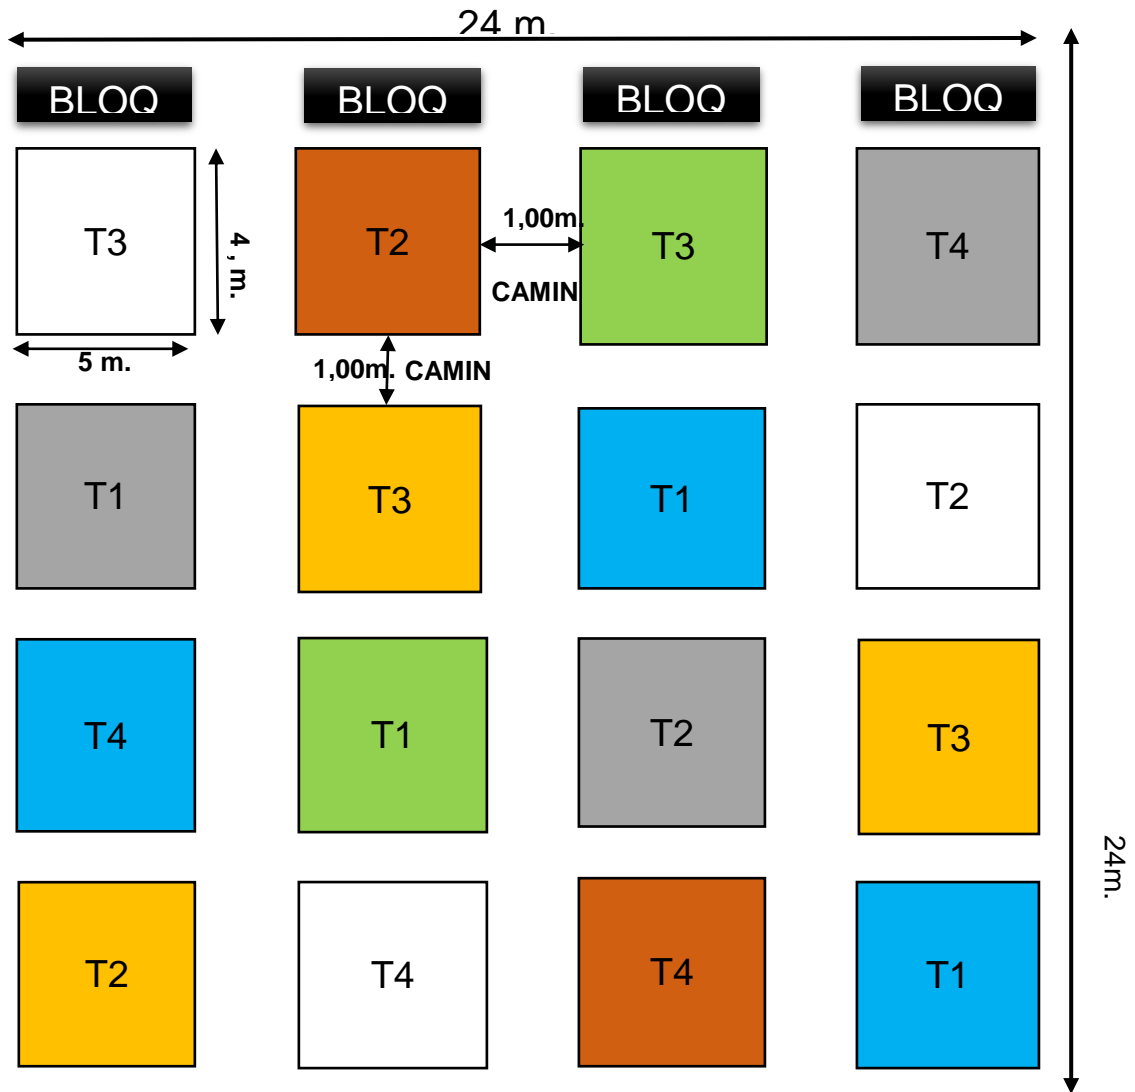 24 m.
BLOQ BLOQ BLOQ BLOQ
T3 T2 T3 T4
1,00m.
4, m.
CAMIN
5 m.
1,00m. CAMIN
T1 T3 T1 T2
T4 T1 T2 T3
24m.
T2 T4 T4 T1